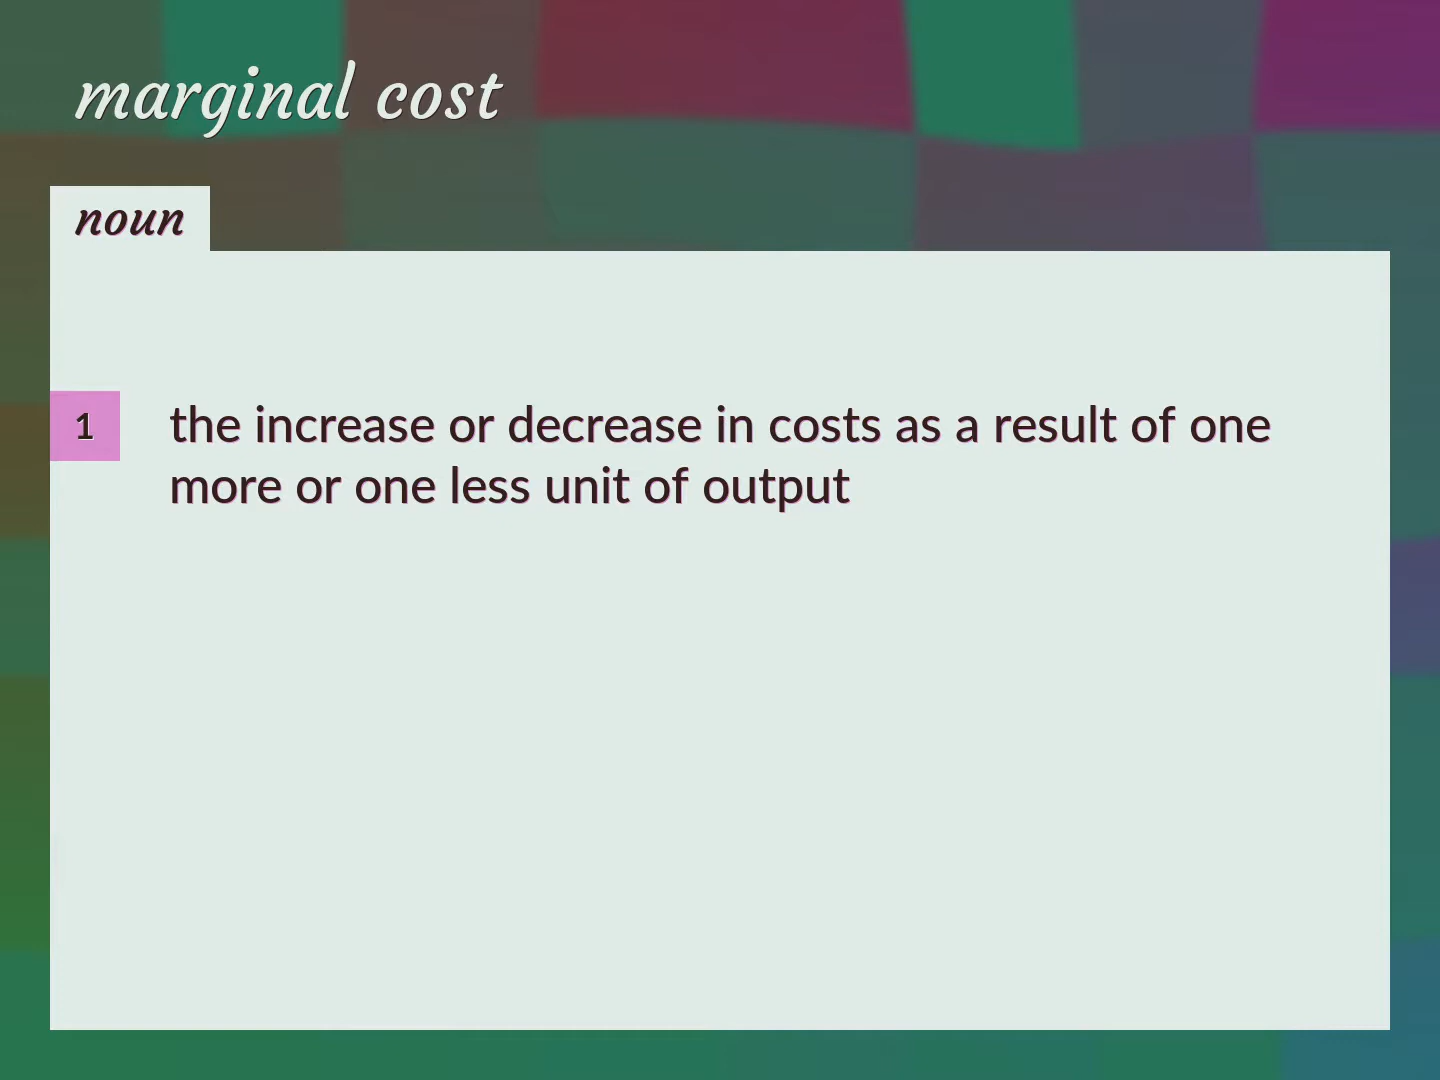 marginal cost
noun
1
the increase or decrease in costs as a result of one
more or one less unit of output